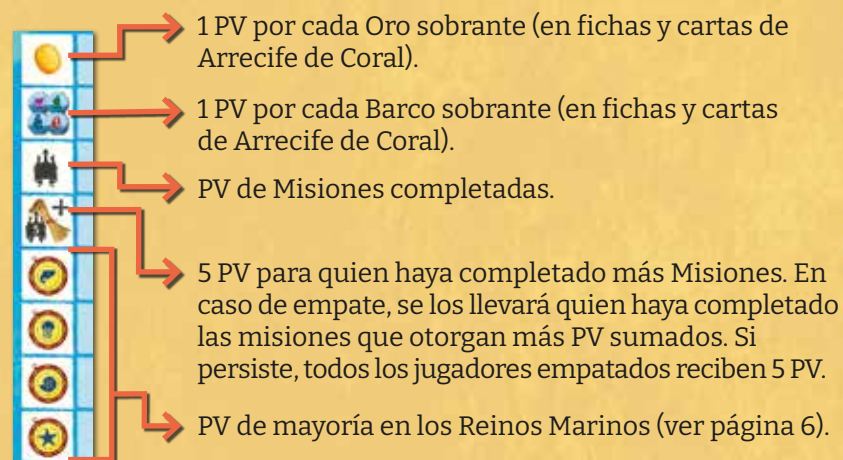 1 PV por cada Oro sobrante (en fichas y cartas de
Arrecife de Coral).
1 PV por cada Barco sobrante (en fichas y cartas
de Arrecife de Coral).
PV de Misiones completadas.
5 PV para quien haya completado más Misiones. En
caso de empate, se los llevará quien haya completado
las misiones que otorgan más PV sumados. Si
persiste, todos los jugadores empatados reciben 5 PV.
PV de mayoría en los Reinos Marinos (ver página 6).